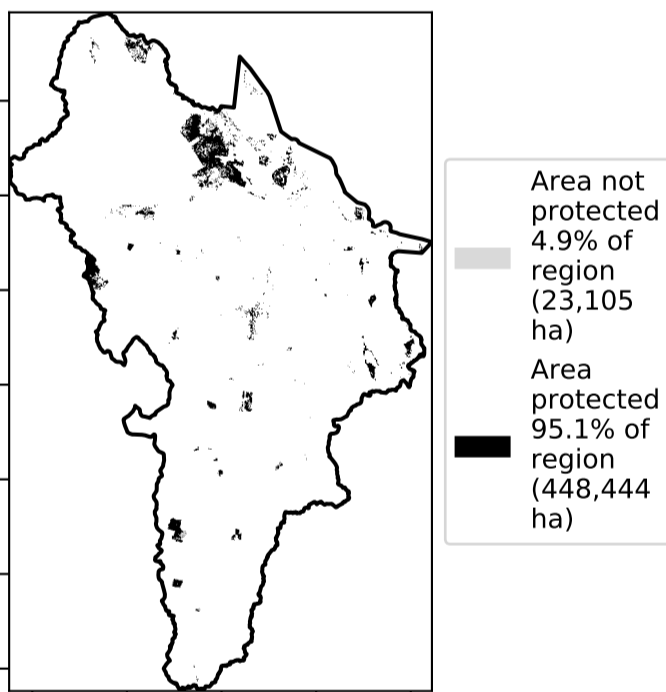 Area not
protected
4.9% of
region
(23,105
ha)
Area
protected
95.1% of
region
(448,444
ha)